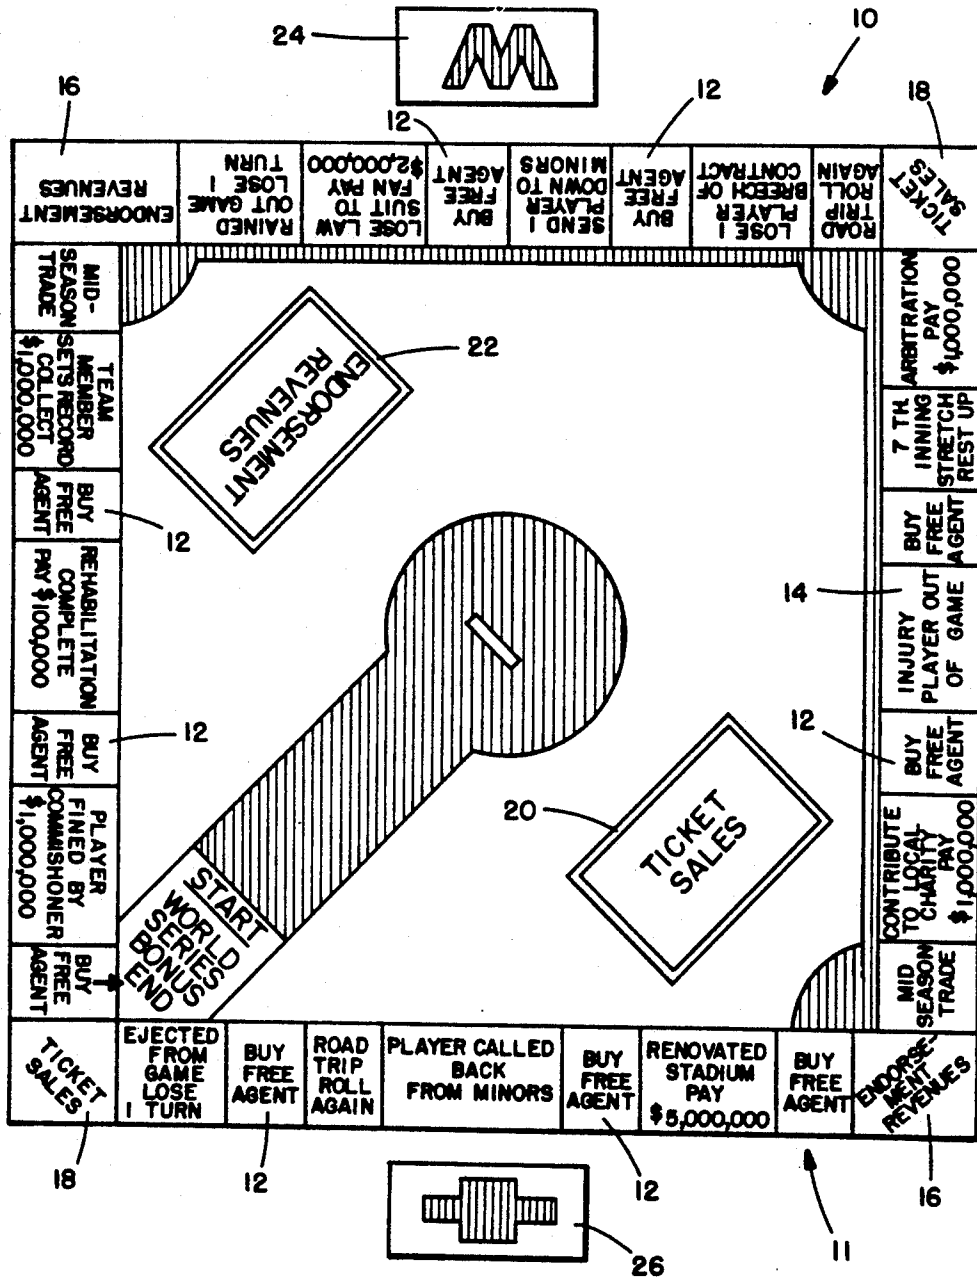 24
10
16
12
12
18
ENDORSEMENT
REVENUES
RAINED
OUT GAME
LOSE 1
TURN
LOSE LAW
SUIT TO
FAN PAY
$2,000,000
BUY
FREE
AGENT
SEND 1
PLAYER
DOWN TO
MINORS
BUY
FREE
AGENT
LOSE 1
PLAYER
BREECH OF
CONTRACT
ROAD
TRIP
ROLL
AGAIN
TICKET
SALES
MID-
SEASON
TRADE
TEAM
MEMBER
SETS RECORD
COLLECT
$1,000,000
BUY
FREE
AGENT
12
REHABILITATION
COMPLETE
PAY $100,000
BUY
FREE
AGENT
12
PLAYER
FINED BY
COMMISHONER
$1,000,000
BUY
FREE
AGENT
22
ENDORSEMENT
REVENUES
20
TICKET
SALES
START
WORLD
SERIES
BONUS
END
ARBITRATION
PAY
$1,000,000
7 TH.
INNING
STRETCH
REST UP
BUY
FREE
AGENT
14
INJURY
PLAYER OUT
OF GAME
12
BUY
FREE
AGENT
CONTRIBUTE
TO LOCAL
CHARITY
PAY
$1,000,000
MID
SEASON
TRADE
TICKET
SALES
EJECTED
FROM
GAME
LOSE
1 TURN
BUY
FREE
AGENT
ROAD
TRIP
ROLL
AGAIN
PLAYER CALLED
BACK
FROM MINORS
BUY
FREE
AGENT
RENOVATED
STADIUM
PAY
$5,000,000
BUY
FREE
AGENT
ENDORSE-
MENT
REVENUES
18
12
12
16
26
11